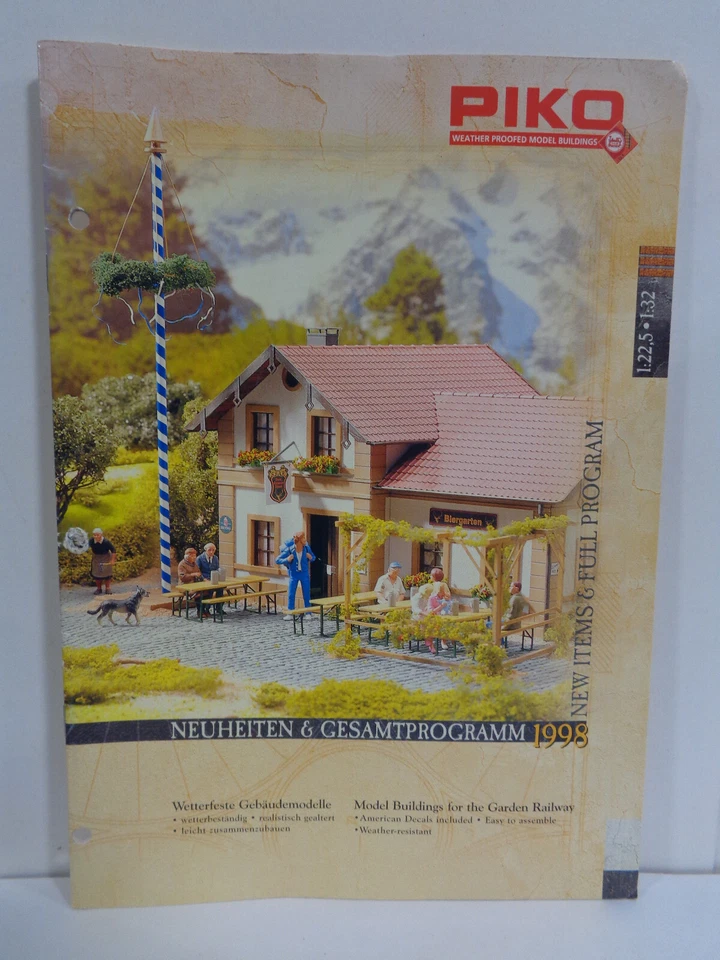 PIKO
WEATHER PROOFED MODEL BUILDINGS
1:22,5 • 1:32
Biergarten
NEW ITEMS & FULL PROGRAM
NEUHEITEN & GESAMTPROGRAMM 1998
Wetterfeste Gebäudemodelle
• wetterbeständig • realistisch gealtert
• leicht zusammenzubauen
Model Buildings for the Garden Railway
•American Decals included • Easy to assemble
•Weather-resistant